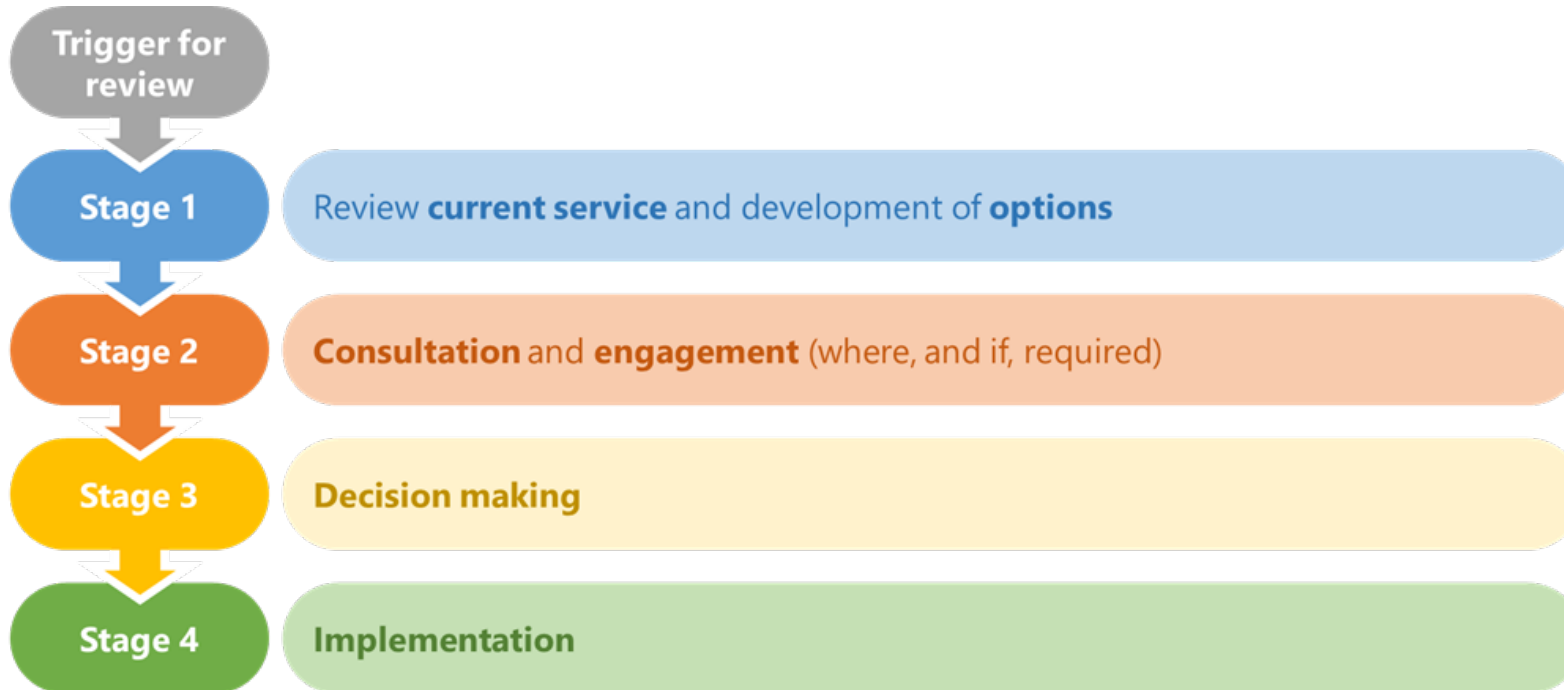 Trigger for
review
Stage 1
Review current service and development of options
Stage 2
Consultation and engagement (where, and if, required)
Stage 3
Decision making
Stage 4
Implementation